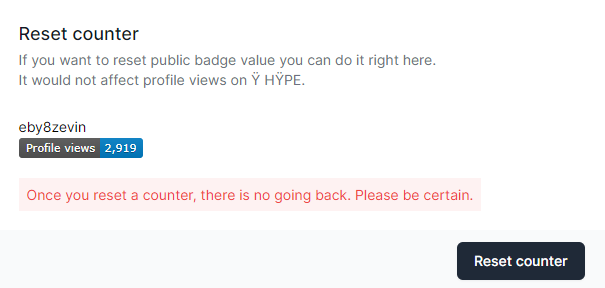 Reset counter
If you want to reset public badge value you can do it right here.
It would not affect profile views on Ÿ HŸPE.
eby8zevin
Profile views 2,919
Once you reset a counter, there is no going back. Please be certain.
Reset counter